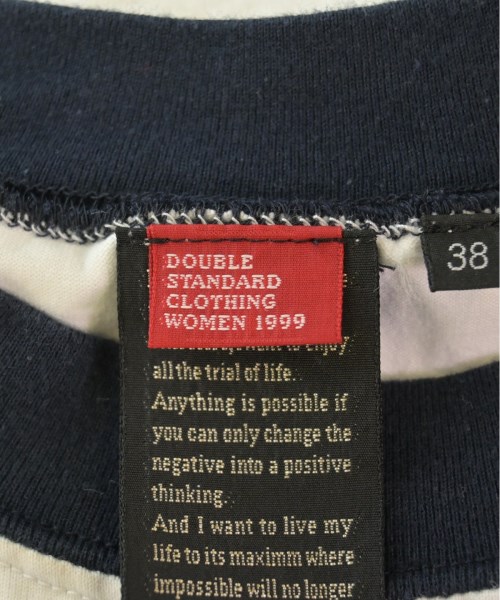 DOUBLE
STANDARD
CLOTHING
WOMEN 1999
38
enjoy
all the trial of life.
Anything is possible if
you can only change the
negative into a positive
thinking.
And I want to live my
life to its maximm where
impossible will no longer